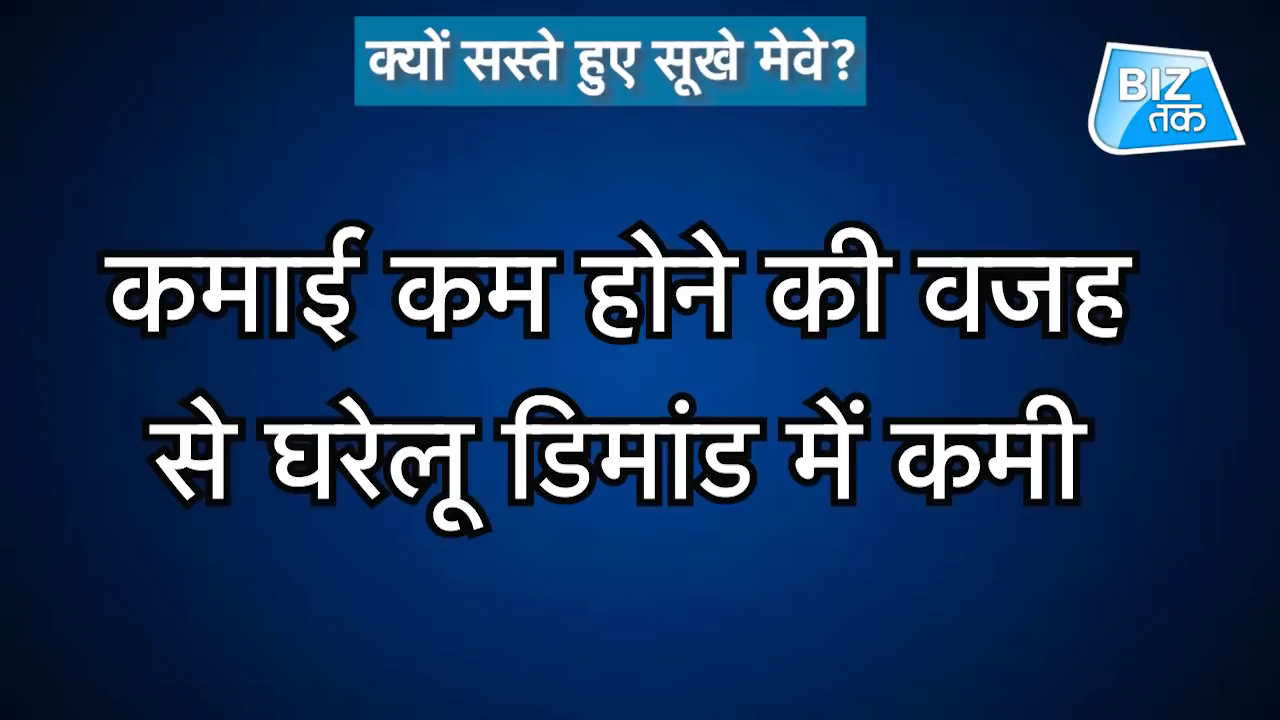 क्यों सस्ते हुए सूखे मेवे?
BIZ
तक
कमाई कम होने की वजह
से घरेलू डिमांड में कमी